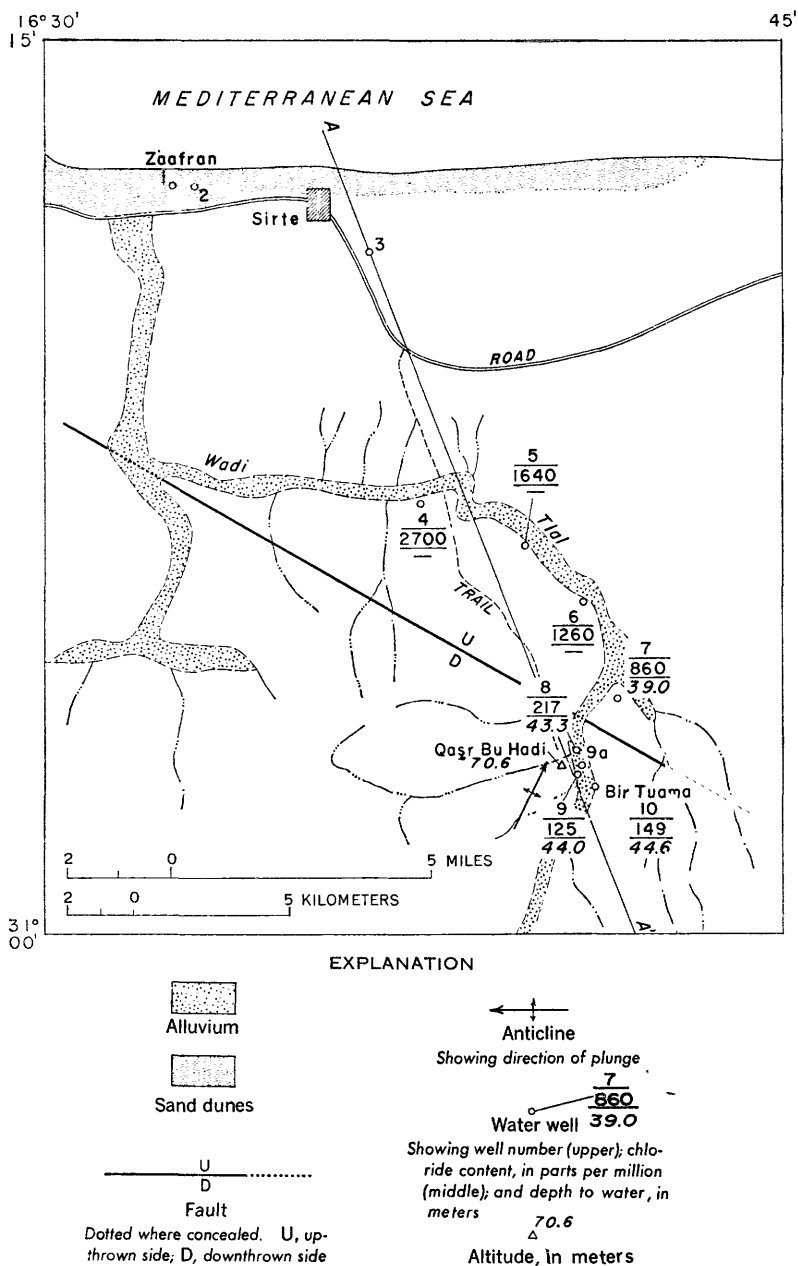 16°30'
45'
15'
MEDITERRANEAN SEA
A
Zaafran
1
2
Sirte
3
ROAD
Wadi
5
1640
—
4
2700
—
Tlal
TRAIL
6
1260
—
U
D
7
860
39.0
8
217
43.3
Qasr Bu Hadi
70.6
9a
Bir Tuama
9
125
44.0
10
149
44.6
2 0 5 MILES
2 0 5 KILOMETERS
A'
31°
00'
EXPLANATION
Alluvium
Sand dunes
U
D
Fault
Dotted where concealed. U, up-
thrown side; D, downthrown side
Anticline
Showing direction of plunge
7
860
39.0
Water well
Showing well number (upper); chlo-
ride content, in parts per million
(middle); and depth to water, in
meters
70.6
Altitude, in meters